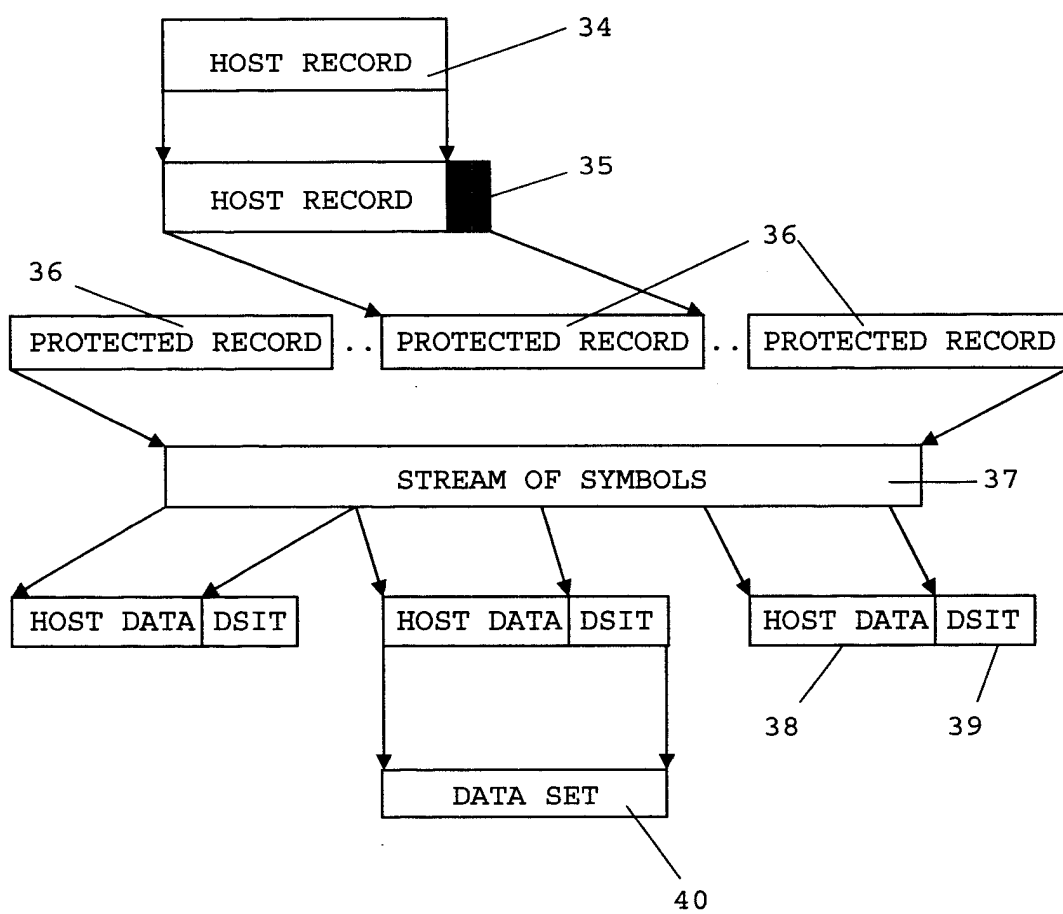 34
HOST RECORD
35
HOST RECORD
36
36
PROTECTED RECORD .. PROTECTED RECORD .. PROTECTED RECORD
STREAM OF SYMBOLS
37
HOST DATA DSIT HOST DATA DSIT HOST DATA DSIT
38 39
DATA SET
40